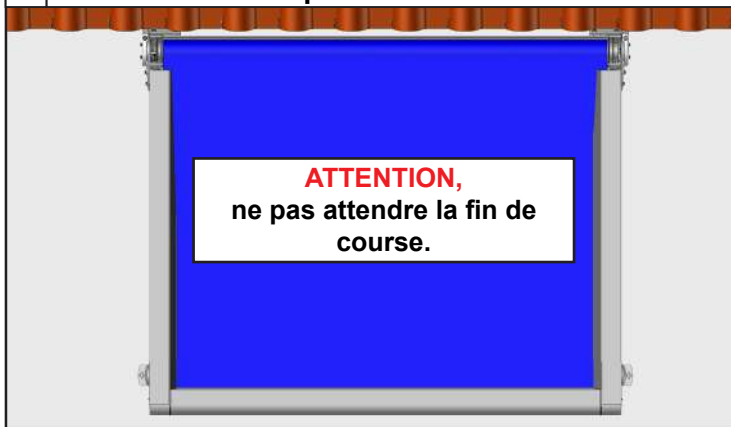 ATTENTION,
ne pas attendre la fin de
course.